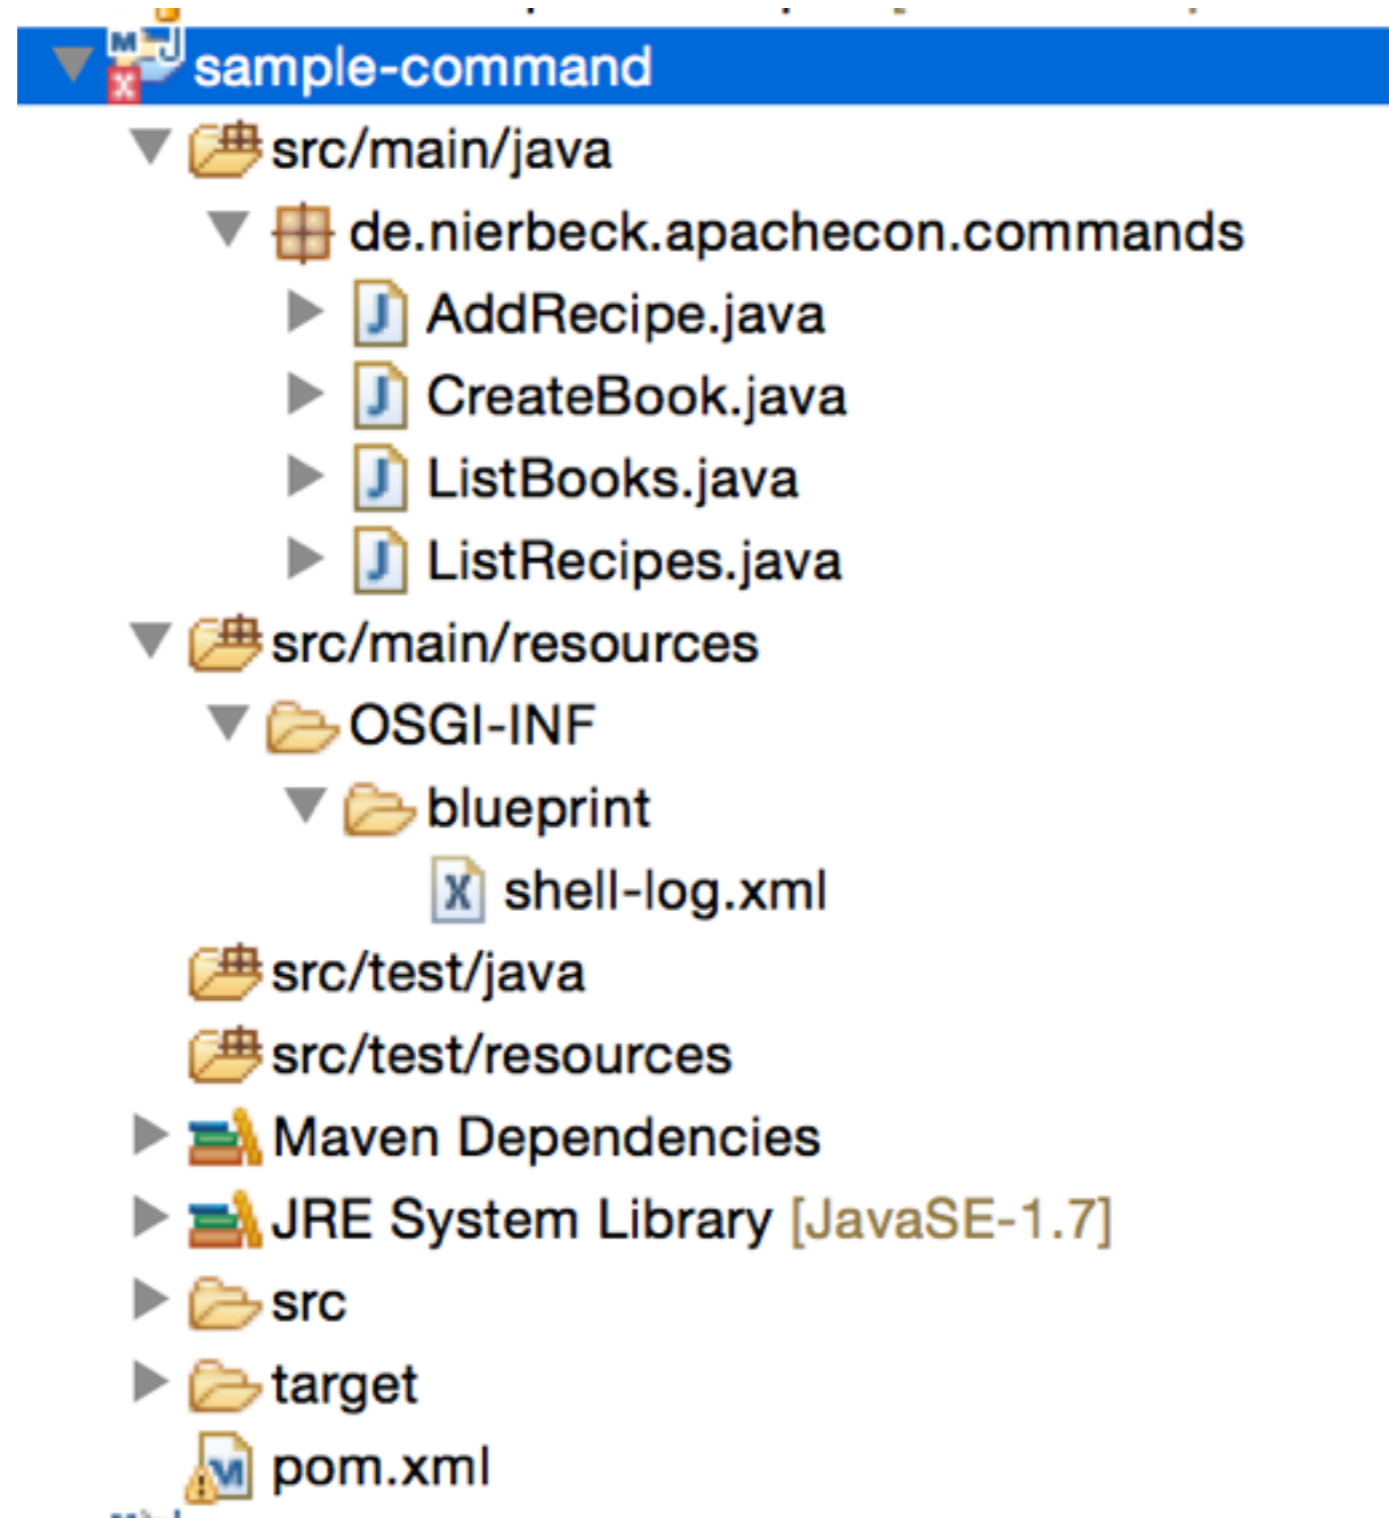 sample-command
src/main/java
de.nierbeck.apachecon.commands
AddRecipe.java
CreateBook.java
ListBooks.java
ListRecipes.java
src/main/resources
OSGI-INF
blueprint
shell-log.xml
src/test/java
src/test/resources
Maven Dependencies
JRE System Library [JavaSE-1.7]
src
target
pom.xml